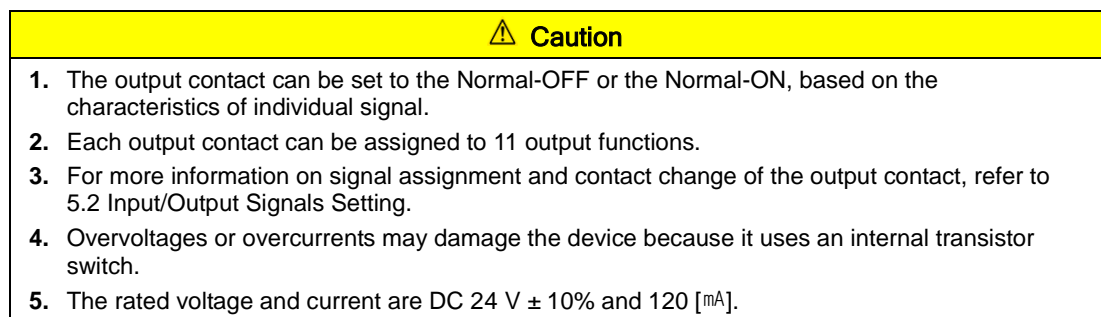 ⚠ Caution
1. The output contact can be set to the Normal-OFF or the Normal-ON, based on the
characteristics of individual signal.
2. Each output contact can be assigned to 11 output functions.
3. For more information on signal assignment and contact change of the output contact, refer to
5.2 Input/Output Signals Setting.
4. Overvoltages or overcurrents may damage the device because it uses an internal transistor
switch.
5. The rated voltage and current are DC 24 V ± 10% and 120 [㎃].